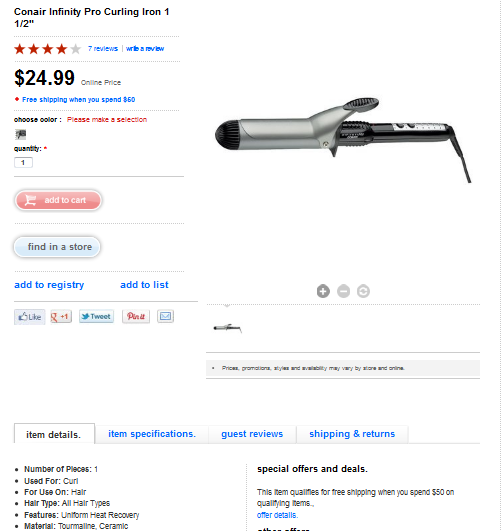 Conair Infinity Pro Curling Iron 1
1/2"
7 reviews | write a review
$24.99 Online Price
Free shipping when you spend $50
choose color : Please make a selection
quantity: *
1
add to cart
find in a store
add to registry add to list
Like +1 Tweet Pin it
Prices, promotions, styles and availability may vary by store and online.
item details. item specifications. guest reviews shipping & returns
Number of Pieces: 1
Used For: Curl
For Use On: Hair
Hair Type: All Hair Types
Features: Uniform Heat Recovery
Material: Tourmaline, Ceramic
special offers and deals.
This item qualifies for free shipping when you spend $50 on
qualifying items.,
offer details.
other offers